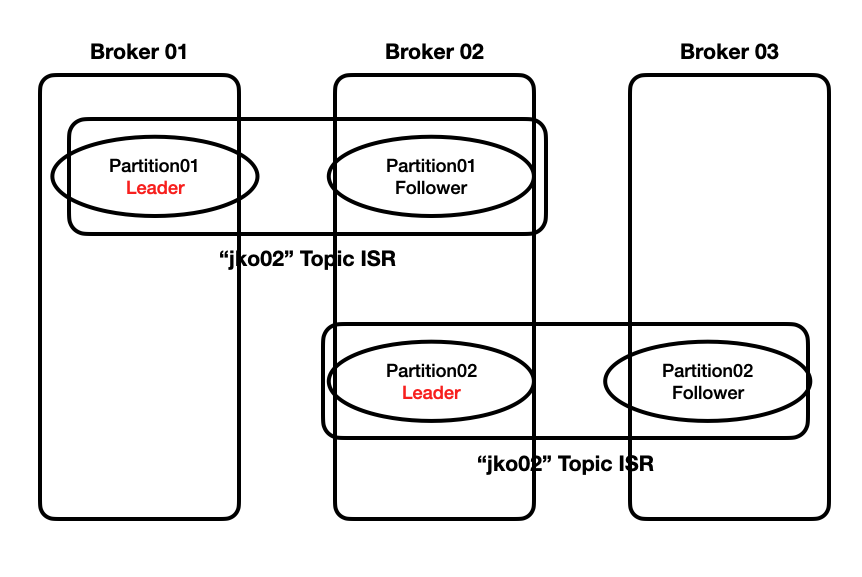 Broker 01
Broker 02
Broker 03
Partition01
Leader
Partition01
Follower
“jko02” Topic ISR
Partition02
Leader
Partition02
Follower
“jko02” Topic ISR